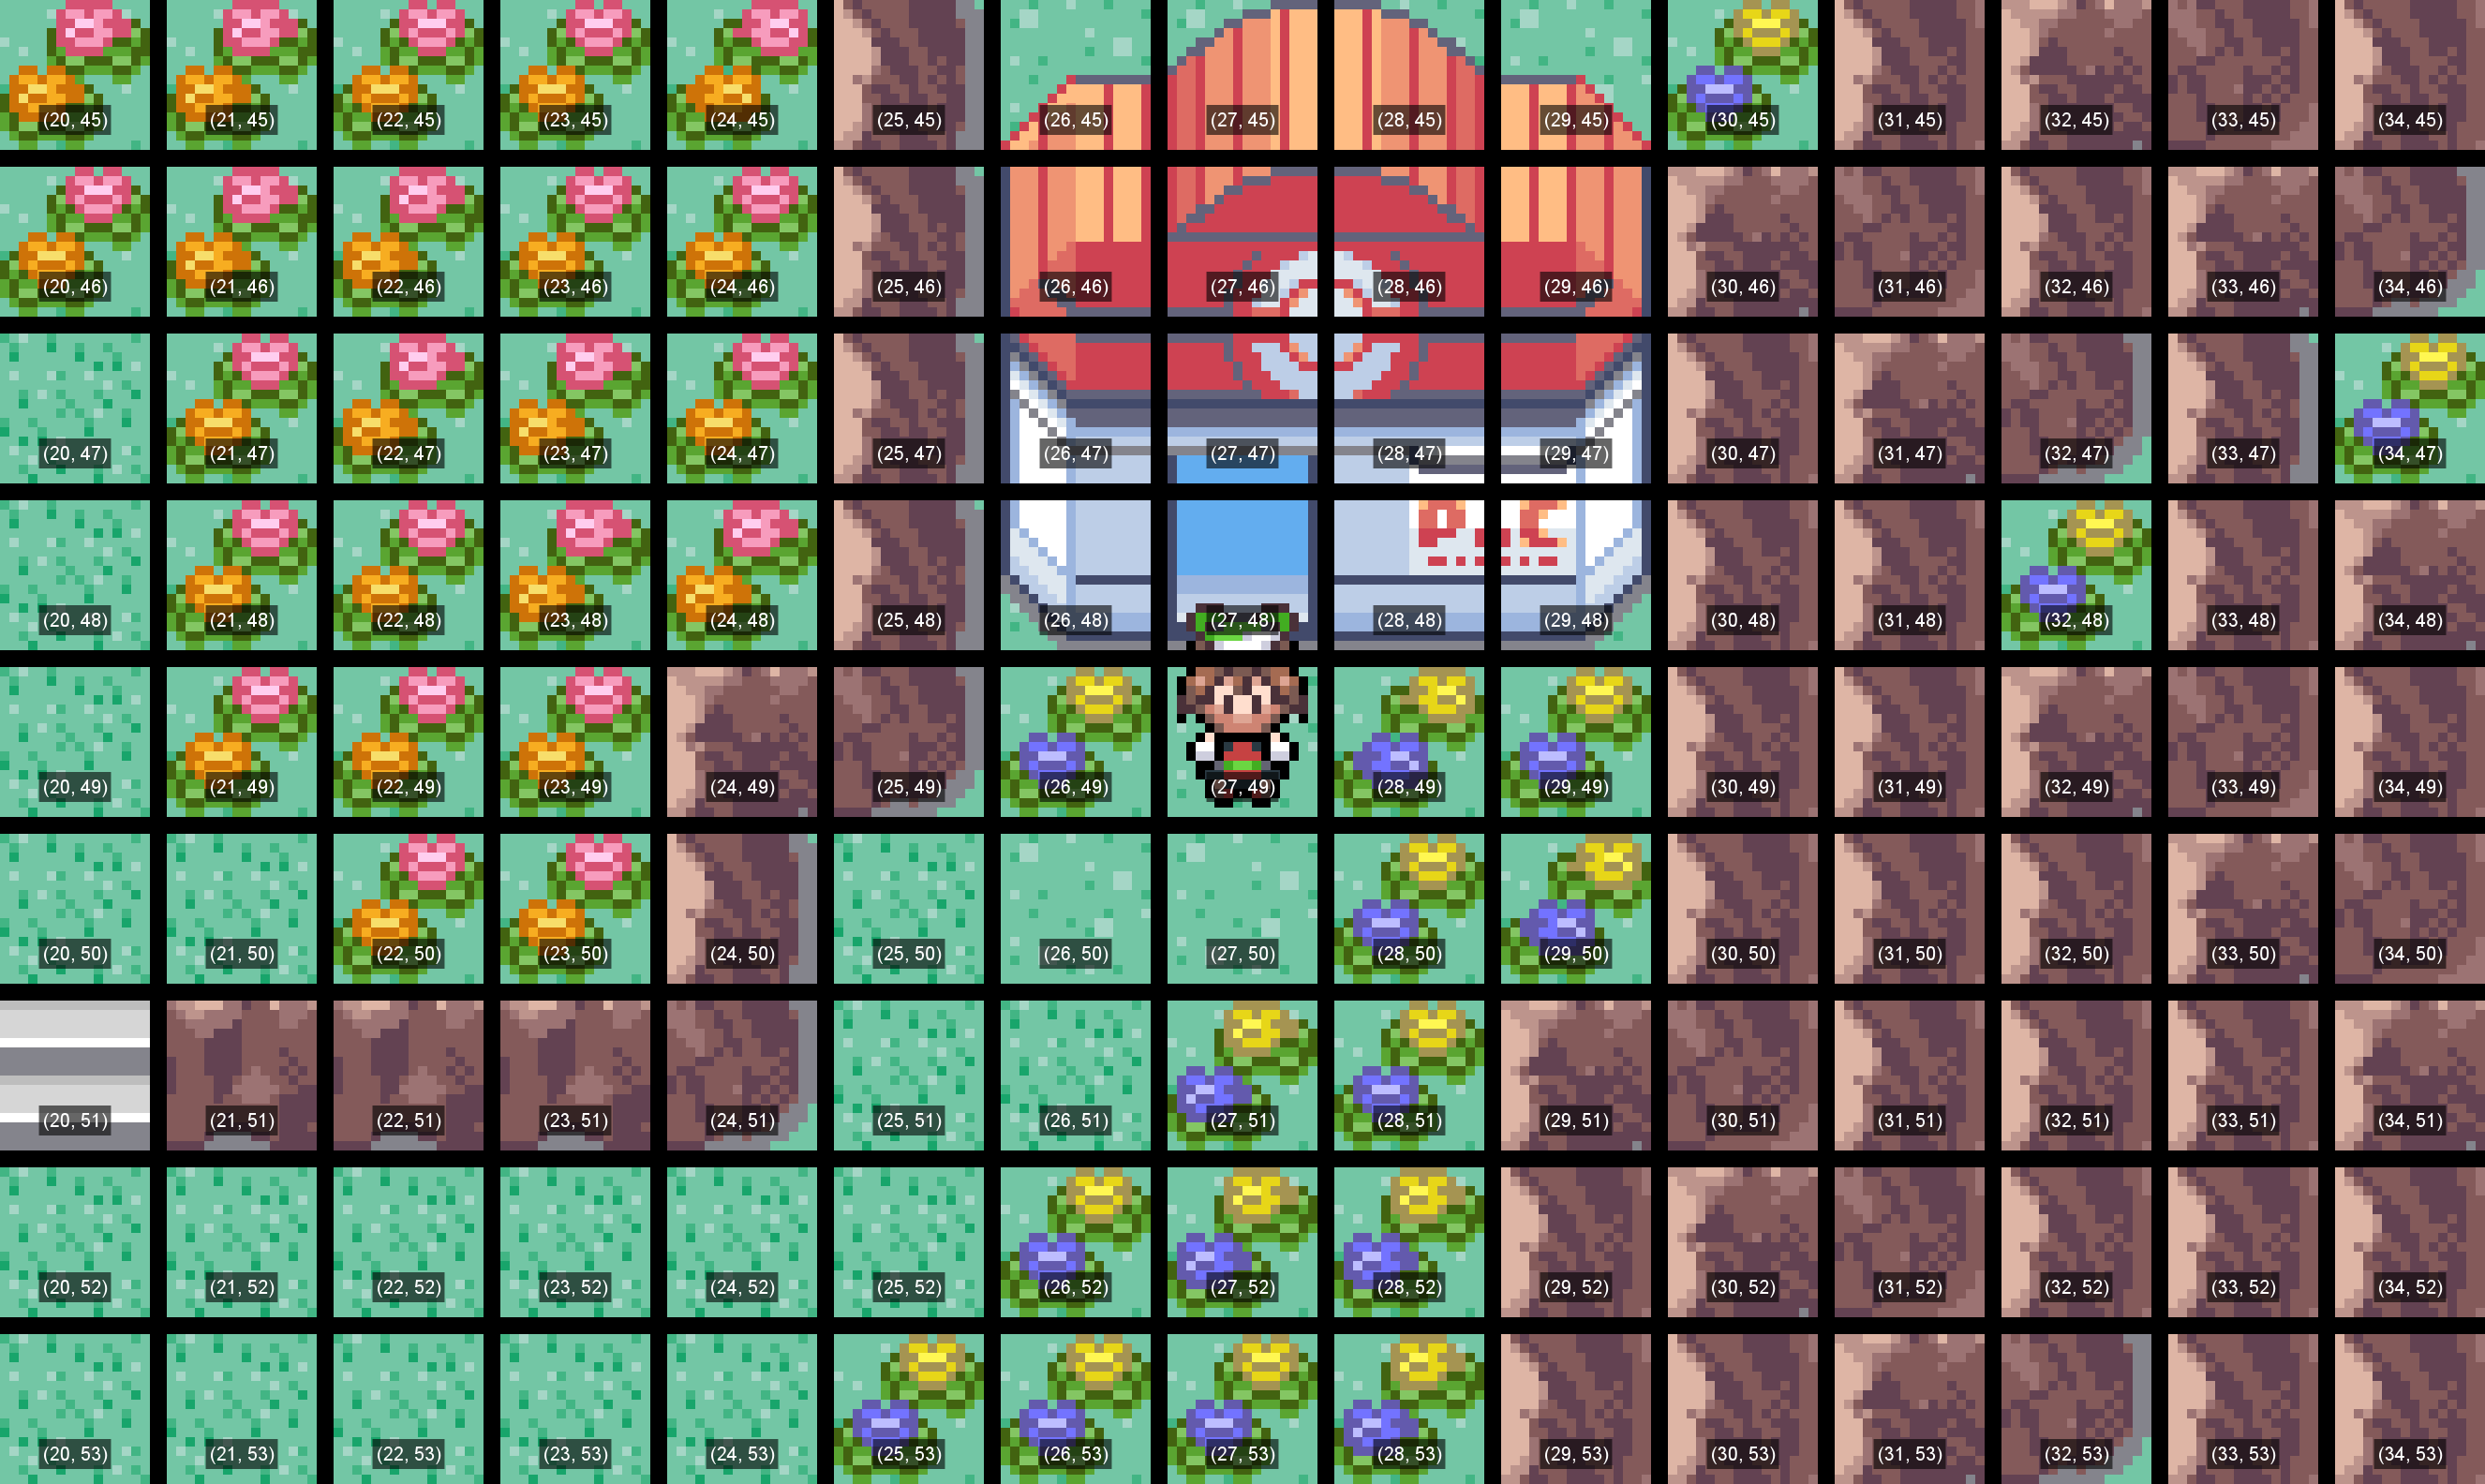 (20, 45) (21, 45) (22, 45) (23, 45) (24, 45) (25, 45) (26, 45) (27, 45) (28, 45) (29, 45) (30, 45) (31, 45) (32, 45) (33, 45) (34, 45)
(20, 46) (21, 46) (22, 46) (23, 46) (24, 46) (25, 46) (26, 46) (27, 46) (28, 46) (29, 46) (30, 46) (31, 46) (32, 46) (33, 46) (34, 46)
(20, 47) (21, 47) (22, 47) (23, 47) (24, 47) (25, 47) (26, 47) (27, 47) (28, 47) (29, 47) (30, 47) (31, 47) (32, 47) (33, 47) (34, 47)
(20, 48) (21, 48) (22, 48) (23, 48) (24, 48) (25, 48) (26, 48) (27, 48) (28, 48) (29, 48) (30, 48) (31, 48) (32, 48) (33, 48) (34, 48)
(20, 49) (21, 49) (22, 49) (23, 49) (24, 49) (25, 49) (26, 49) (27, 49) (28, 49) (29, 49) (30, 49) (31, 49) (32, 49) (33, 49) (34, 49)
(20, 50) (21, 50) (22, 50) (23, 50) (24, 50) (25, 50) (26, 50) (27, 50) (28, 50) (29, 50) (30, 50) (31, 50) (32, 50) (33, 50) (34, 50)
(20, 51) (21, 51) (22, 51) (23, 51) (24, 51) (25, 51) (26, 51) (27, 51) (28, 51) (29, 51) (30, 51) (31, 51) (32, 51) (33, 51) (34, 51)
(20, 52) (21, 52) (22, 52) (23, 52) (24, 52) (25, 52) (26, 52) (27, 52) (28, 52) (29, 52) (30, 52) (31, 52) (32, 52) (33, 52) (34, 52)
(20, 53) (21, 53) (22, 53) (23, 53) (24, 53) (25, 53) (26, 53) (27, 53) (28, 53) (29, 53) (30, 53) (31, 53) (32, 53) (33, 53) (34, 53)